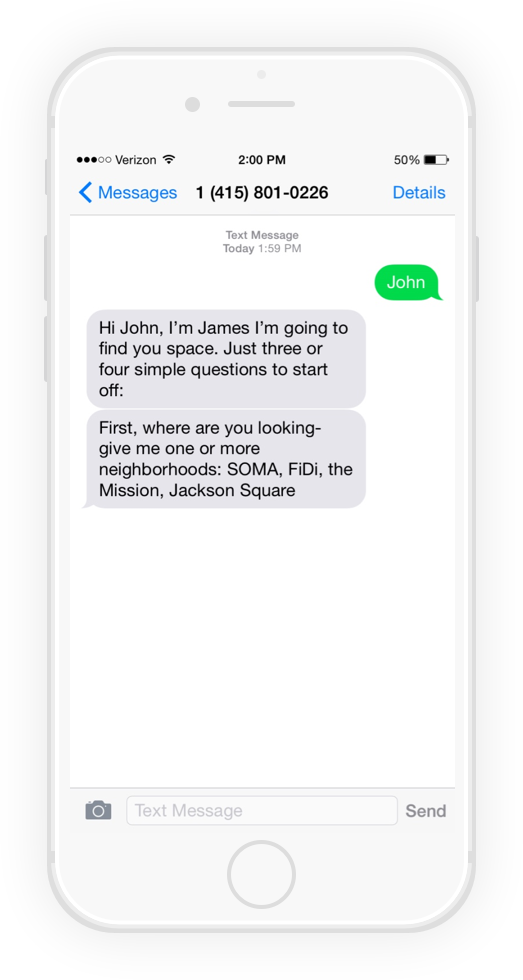 Verizon 2:00 PM 50%
Messages 1 (415) 801-0226 Details
Text Message
Today 1:59 PM
John
Hi John, I’m James I’m going to
find you space. Just three or
four simple questions to start
off:
First, where are you looking-
give me one or more
neighborhoods: SOMA, FiDi, the
Mission, Jackson Square
Text Message Send